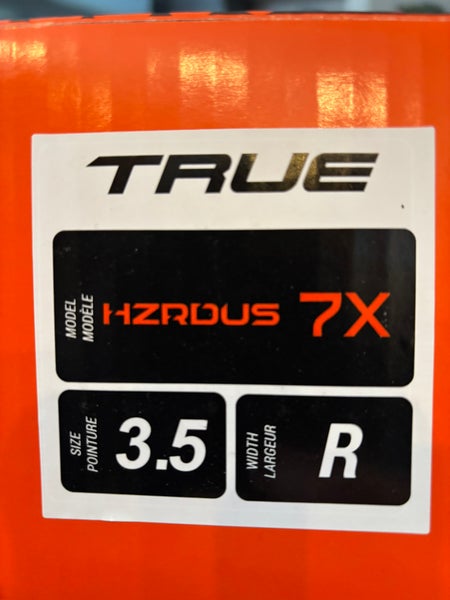 TRUE
MODEL
MODÈLE
HZRDUS 7X
SIZE
POINTURE
3.5
WIDTH
LARGEUR
R